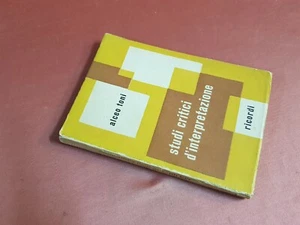 alceo toni
studi critici
d'interpretazione
ricordi